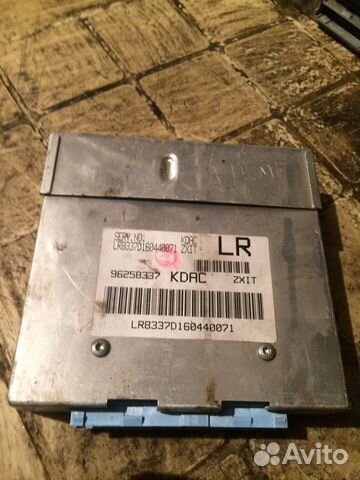 SERV.NO: KDAC
LR8337D160440071 ZXIT
LR
96258337 KDAC ZXIT
LR8337D160440071
Avito